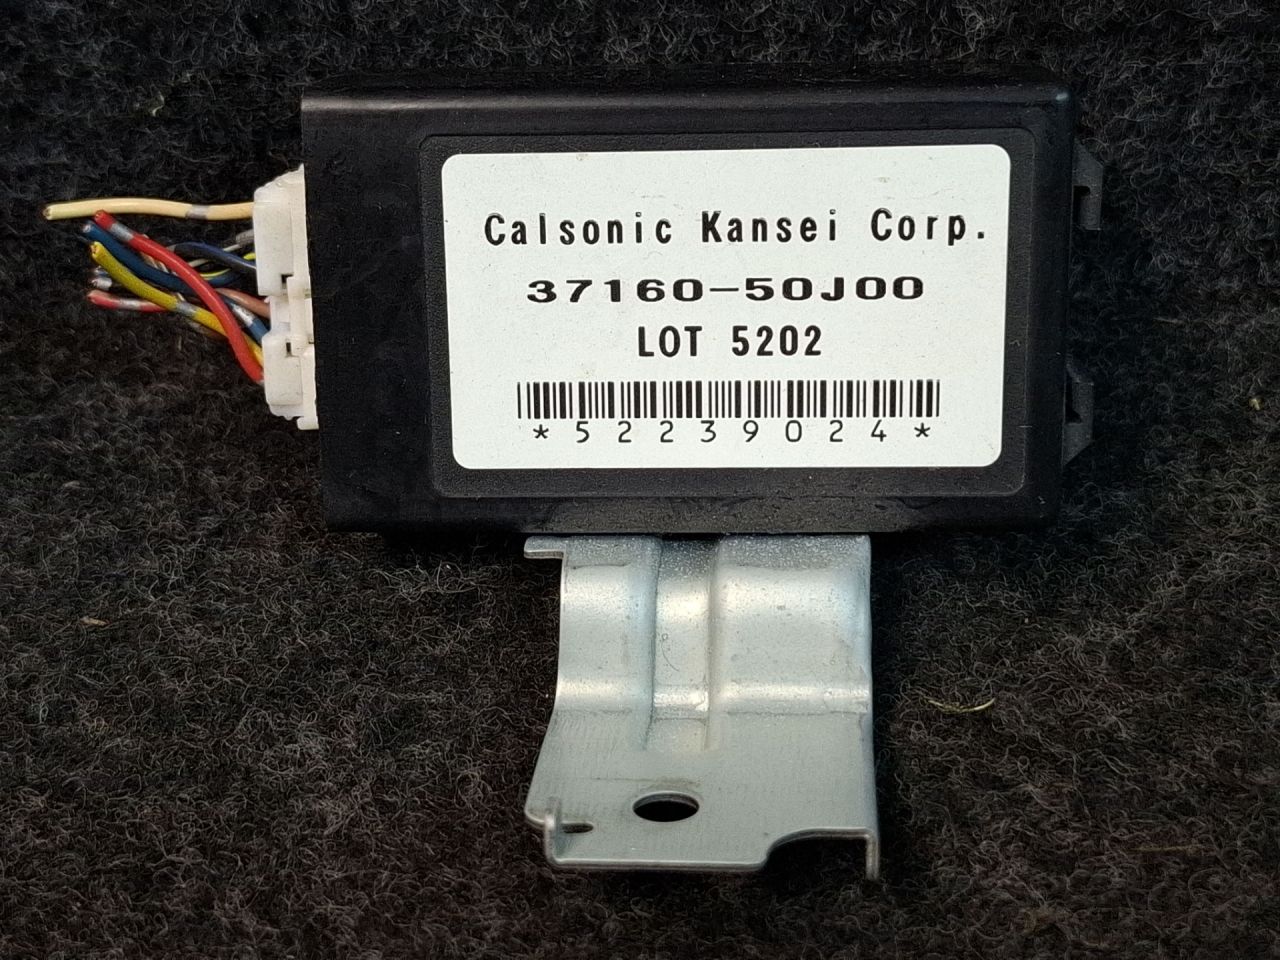 Calsonic Kansei Corp.
37160-50J00
LOT 5202
*52239024*